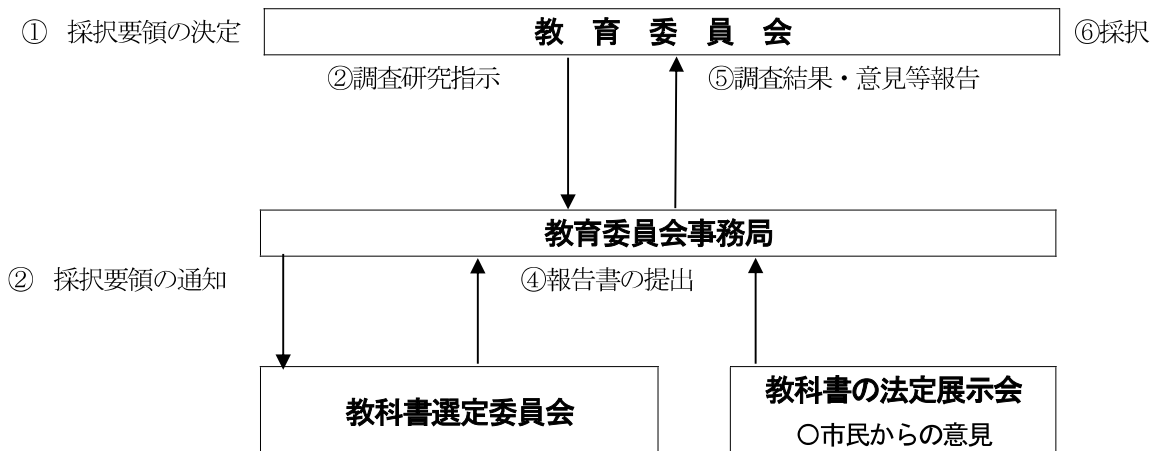 ① 採択要領の決定
教 育 委 員 会
⑥採択
②調査研究指示
⑤調査結果・意見等報告
教育委員会事務局
② 採択要領の通知
④報告書の提出
教科書選定委員会
教科書の法定展示会
○市民からの意見